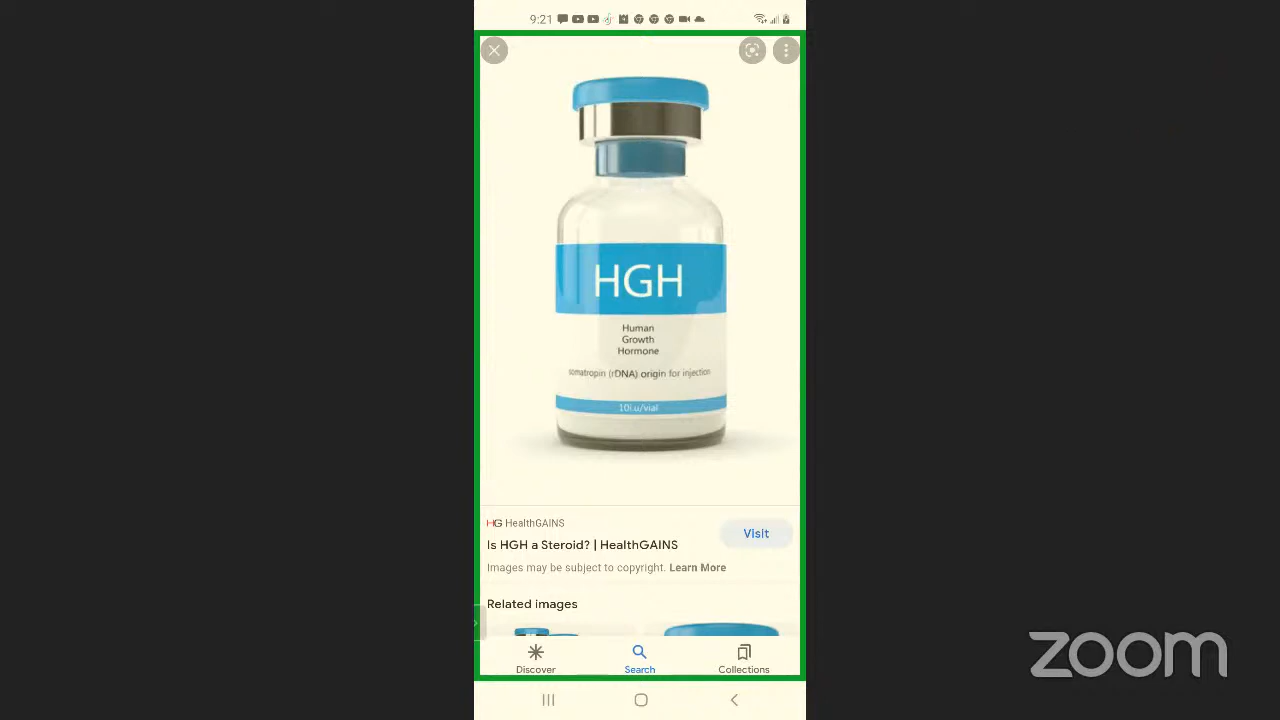 9:21
HGH
Human
Growth
Hormone
somatropin (rDNA) origin for injection
10i.u/vial
HG HealthGAINS
Visit
Is HGH a Steroid? | HealthGAINS
Images may be subject to copyright. Learn More
Related images
Discover
Search
Collections
zoom